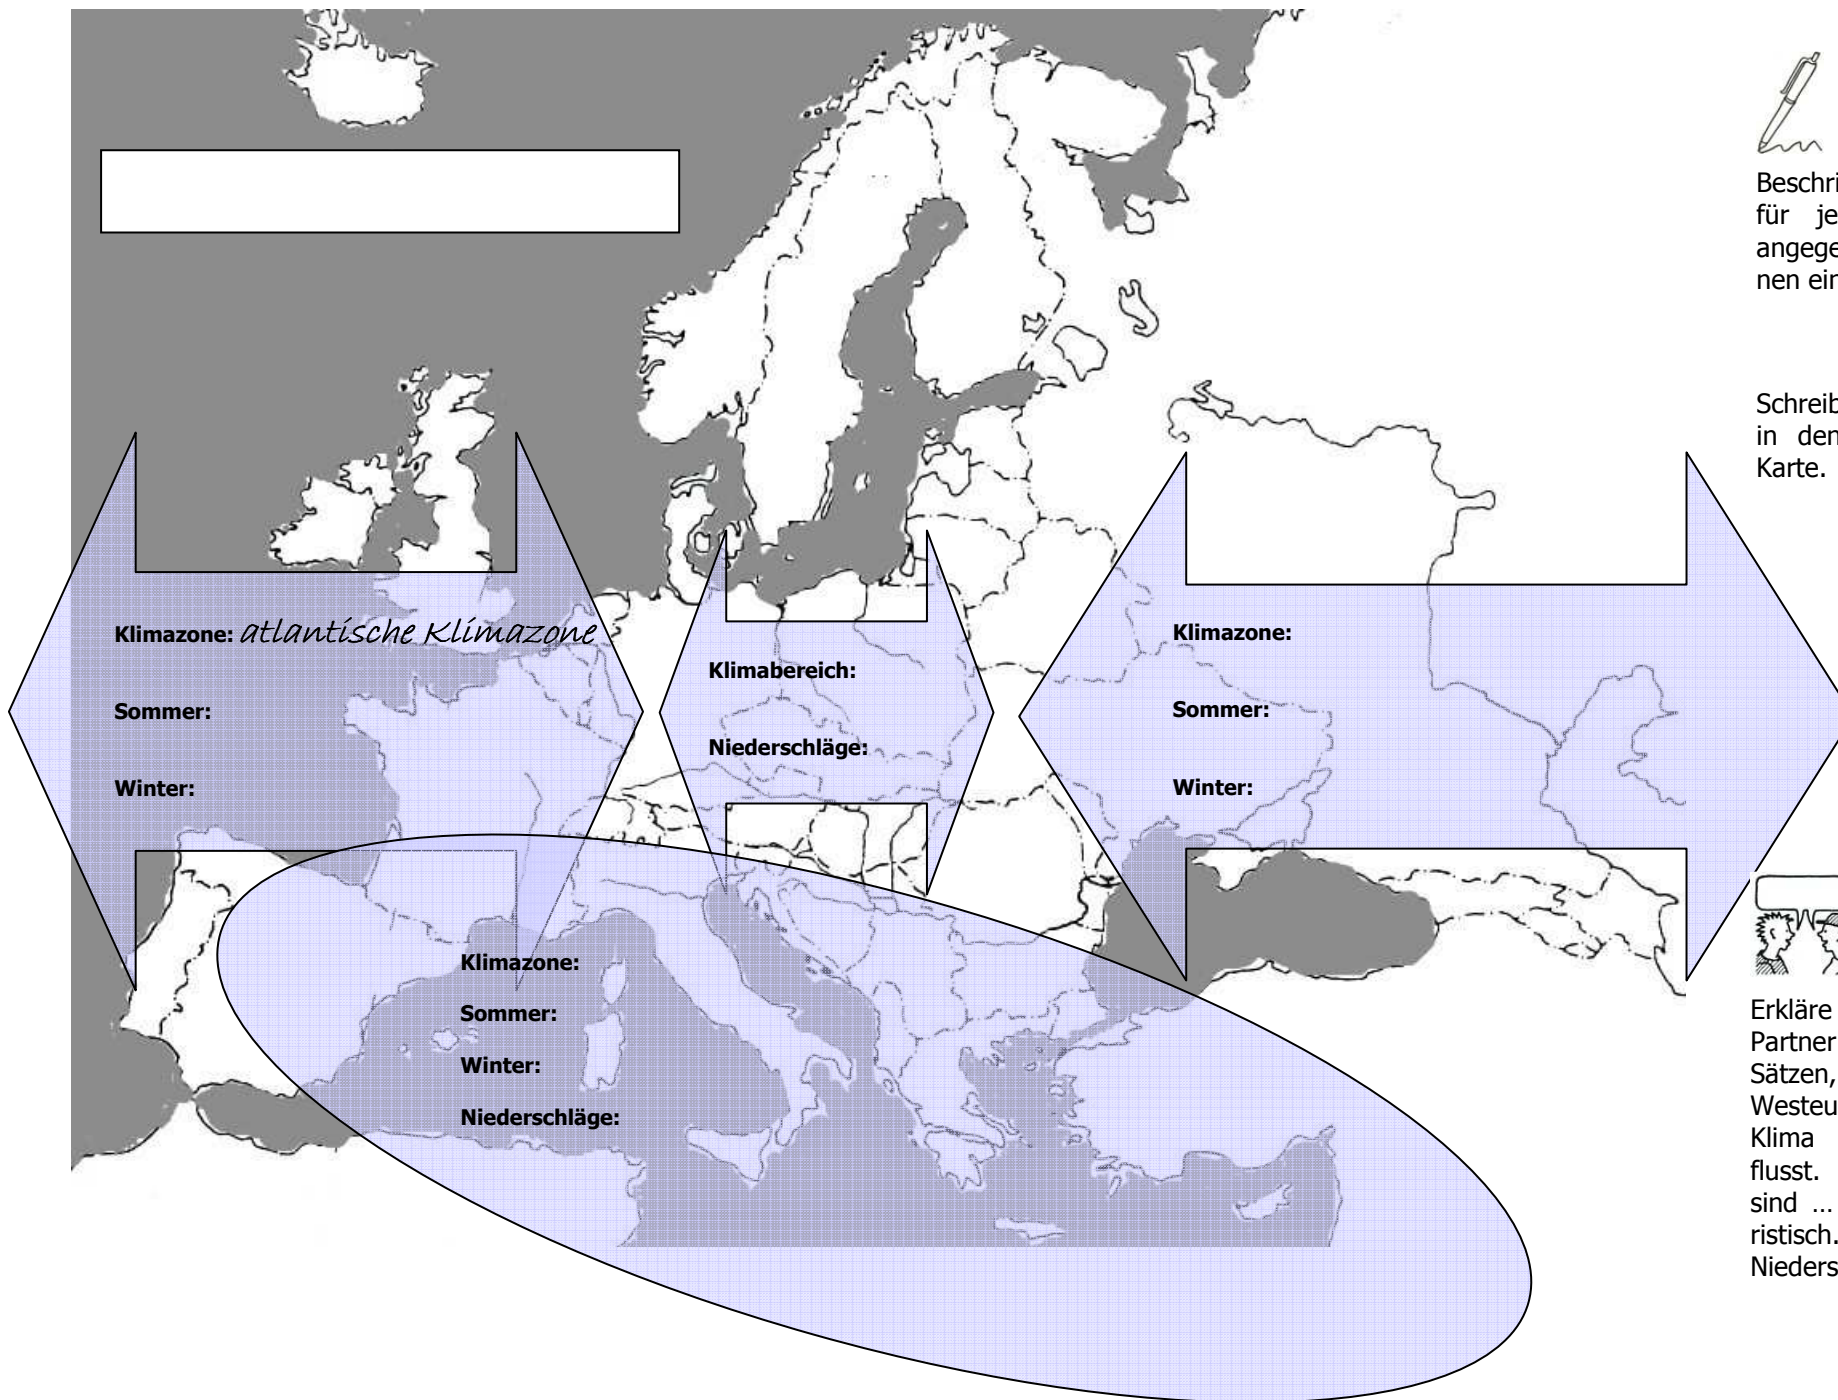 Beschri
für je
angege
nen ein
Schreib
in den
Karte.
Klimazone: atlantische Klimazone
Sommer:
Winter:
Klimabereich:
Niederschläge:
Klimazone:
Sommer:
Winter:
Klimazone:
Sommer:
Winter:
Niederschläge:
Erkläre
Partner
Sätzen,
Westeu
Klima
flusst.
sind ...
ristisch.
Nieders